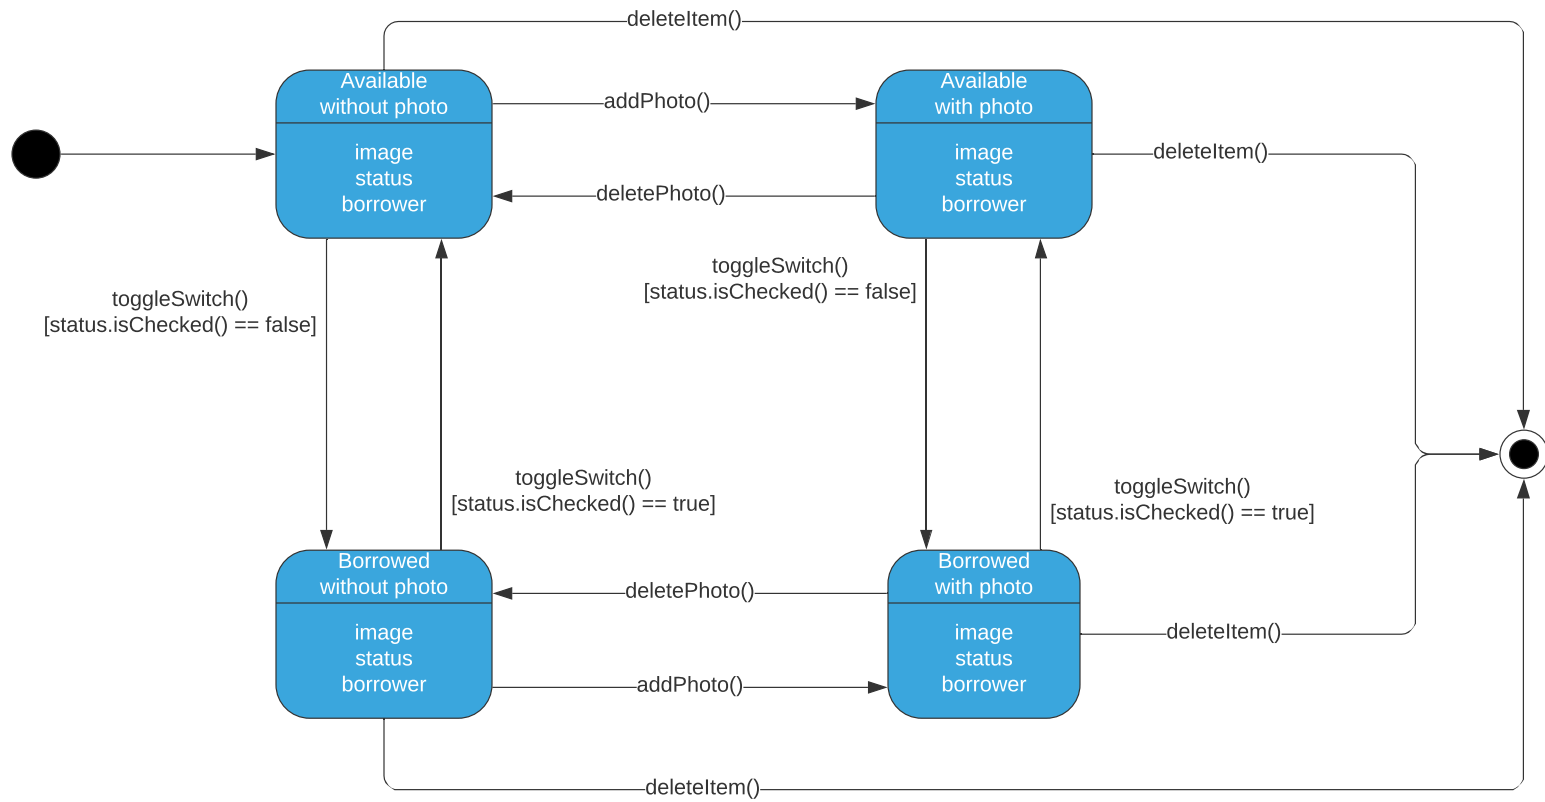 deleteItem()
Available
without photo
image
status
borrower
addPhoto()
deletePhoto()
Available
with photo
image
status
borrower
deleteItem()
toggleSwitch()
[status.isChecked() == false]
toggleSwitch()
[status.isChecked() == false]
toggleSwitch()
[status.isChecked() == true]
toggleSwitch()
[status.isChecked() == true]
Borrowed
without photo
image
status
borrower
deletePhoto()
addPhoto()
Borrowed
with photo
image
status
borrower
deleteItem()
deleteItem()